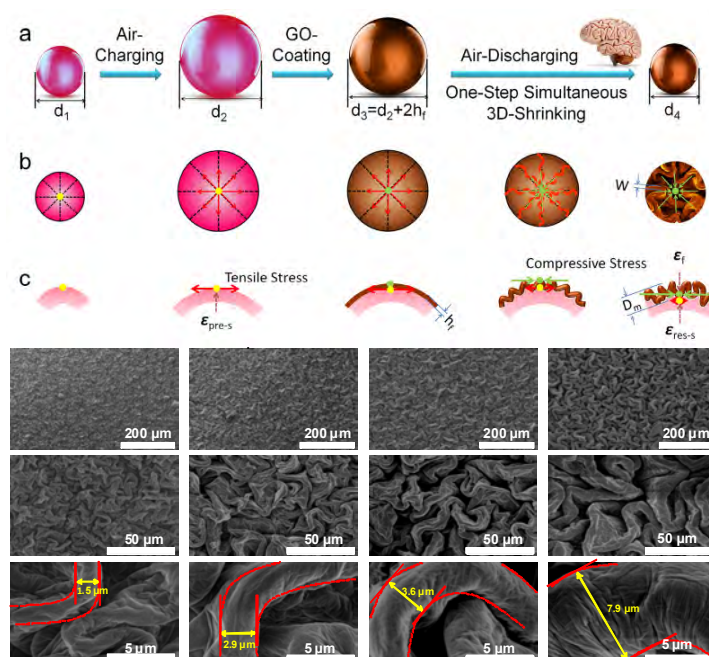 a
Air-
Charging
GO-
Coating
Air-Discharging
One-Step Simultaneous
3D-Shrinking
d₁
d₂
d₃=d₂+2hf
d₄
b
W
c
Tensile Stress
εpre-s
hf
Compressive Stress
Dm
εf
εres-s
200 μm
200 μm
200 μm
200 μm
50 μm
50 μm
50 μm
50 μm
1.5 μm
5 μm
2.9 μm
5 μm
3.6 μm
5 μm
7.9 μm
5 μm